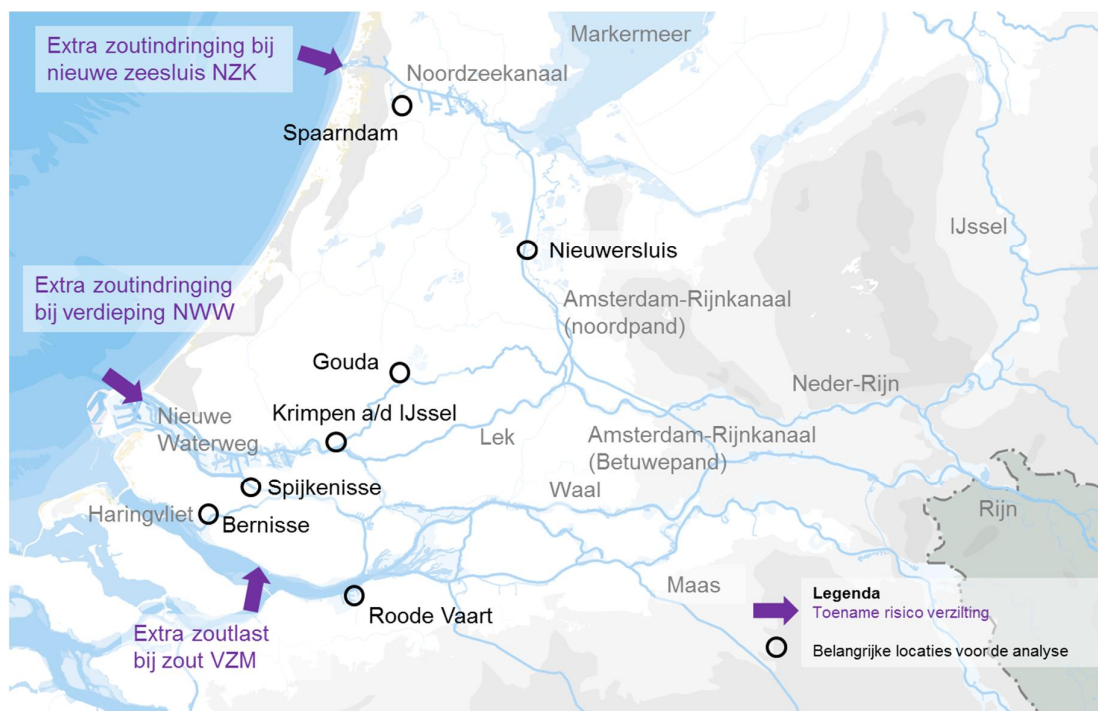 Extra zoutindringing bij
nieuwe zeesluis NZK
Markermeer
Noordzeekanaal
Spaarndam
IJssel
Nieuwersluis
Extra zoutindringing
bij verdieping NWW
Amsterdam-Rijnkanaal
(noordpand)
Gouda
Neder-Rijn
Krimpen a/d IJssel
Nieuwe
Waterweg
Lek
Amsterdam-Rijnkanaal
(Betuwepand)
Spijkenisse
Waal
Haringvliet
Bernisse
Rijn
Maas
Roode Vaart
Extra zoutlast
bij zout VZM
Legenda
Toename risico verzilting
Belangrijke locaties voor de analyse